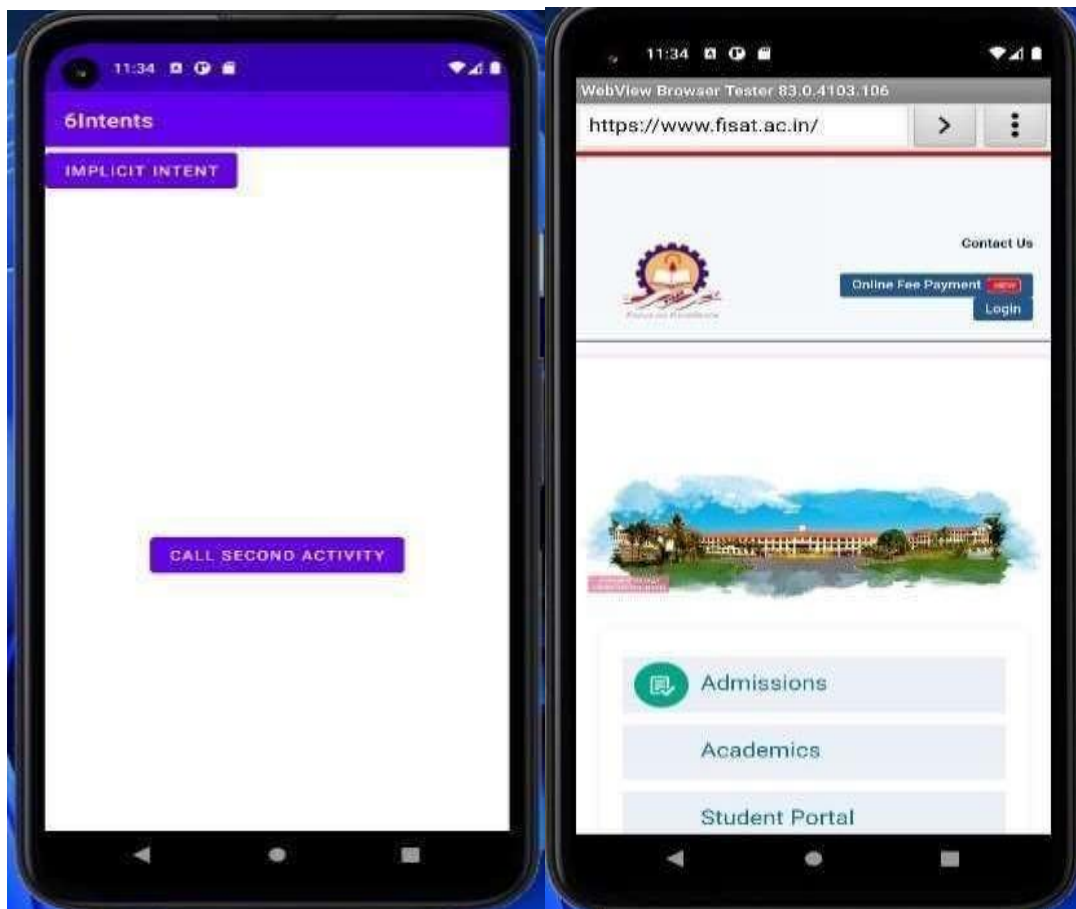 11:34
6Intents
IMPLICIT INTENT
CALL SECOND ACTIVITY
11:34
WebView Browser Tester 83.0.4103.106
https://www.fisat.ac.in/
Contact Us
Online Fee Payment NEW
Login
Admissions
Academics
Student Portal